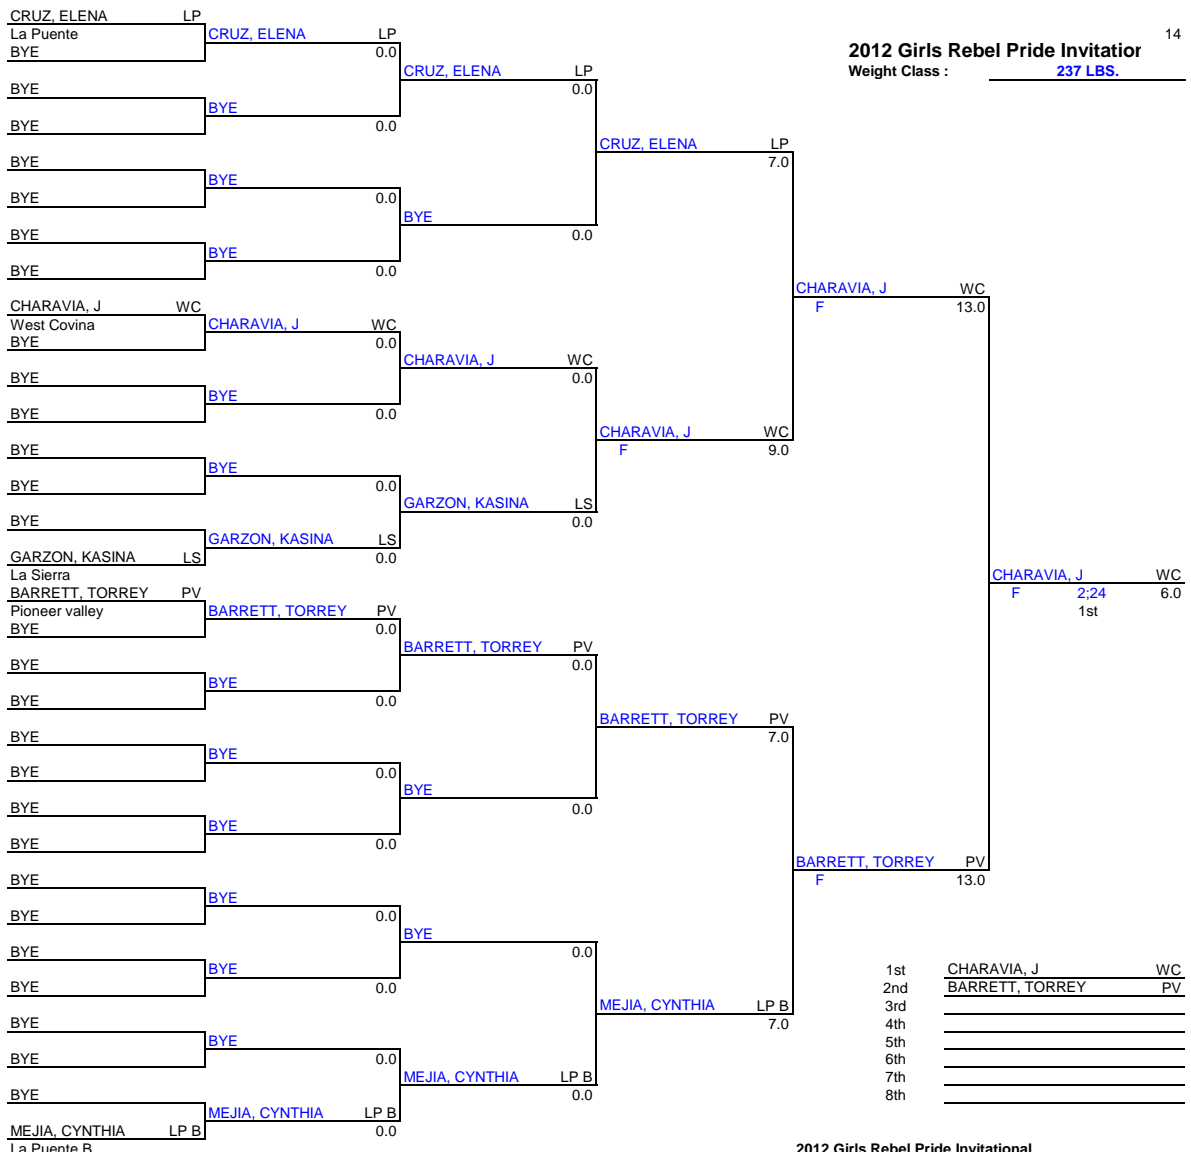 CRUZ, ELENA LP
La Puente
BYE
BYE
BYE
BYE
BYE
BYE
BYE
CHARAVIA, J WC
West Covina
BYE
BYE
BYE
BYE
BYE
BYE
GARZON, KASINA LS
La Sierra
BARRETT, TORREY PV
Pioneer valley
BYE
BYE
BYE
BYE
BYE
BYE
BYE
BYE
BYE
BYE
BYE
BYE
BYE
BYE
MEJIA, CYNTHIA LP B
La Puente B
CRUZ, ELENA LP
0.0
BYE
0.0
BYE
0.0
BYE
0.0
CHARAVIA, J WC
0.0
BYE
0.0
BYE
0.0
GARZON, KASINA LS
0.0
BARRETT, TORREY PV
0.0
BYE
0.0
BYE
0.0
BYE
0.0
BYE
0.0
BYE
0.0
BYE
0.0
MEJIA, CYNTHIA LP B
0.0
CRUZ, ELENA LP
0.0
BYE
0.0
CHARAVIA, J WC
0.0
GARZON, KASINA LS
0.0
BARRETT, TORREY PV
0.0
BYE
0.0
BYE
0.0
MEJIA, CYNTHIA LP B
0.0
CRUZ, ELENA LP
7.0
CHARAVIA, J WC
F 9.0
BARRETT, TORREY PV
7.0
MEJIA, CYNTHIA LP B
7.0
CHARAVIA, J WC
F 13.0
BARRETT, TORREY PV
F 13.0
CHARAVIA, J WC
F 2;24 6.0
1st
14
2012 Girls Rebel Pride Invitation
Weight Class : 237 LBS.
1st CHARAVIA, J WC
2nd BARRETT, TORREY PV
3rd
4th
5th
6th
7th
8th
2012 Girls Rebel Pride Invitational